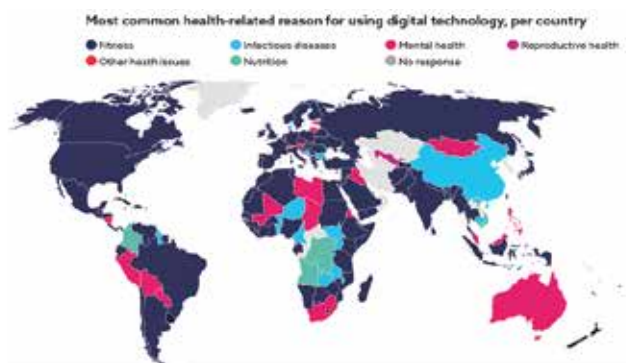 Most common health-related reason for using digital technology, per country
Fitness Infectious diseases Mental health Reproductive health
Other health issues Nutrition No response